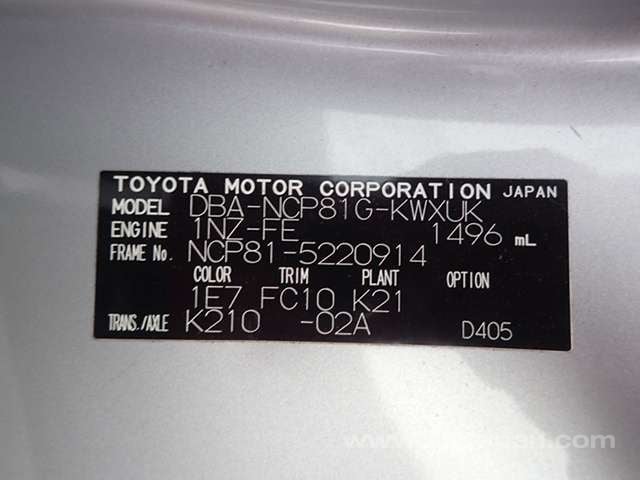 TOYOTA MOTOR CORPORATION JAPAN
MODEL DBA-NCP81G-KWXUK
ENGINE 1NZ-FE 1496 mL
FRAME No. NCP81-5220914
COLOR TRIM PLANT OPTION
1E7 FC10 K21
TRANS./AXLE K210 -02A D405